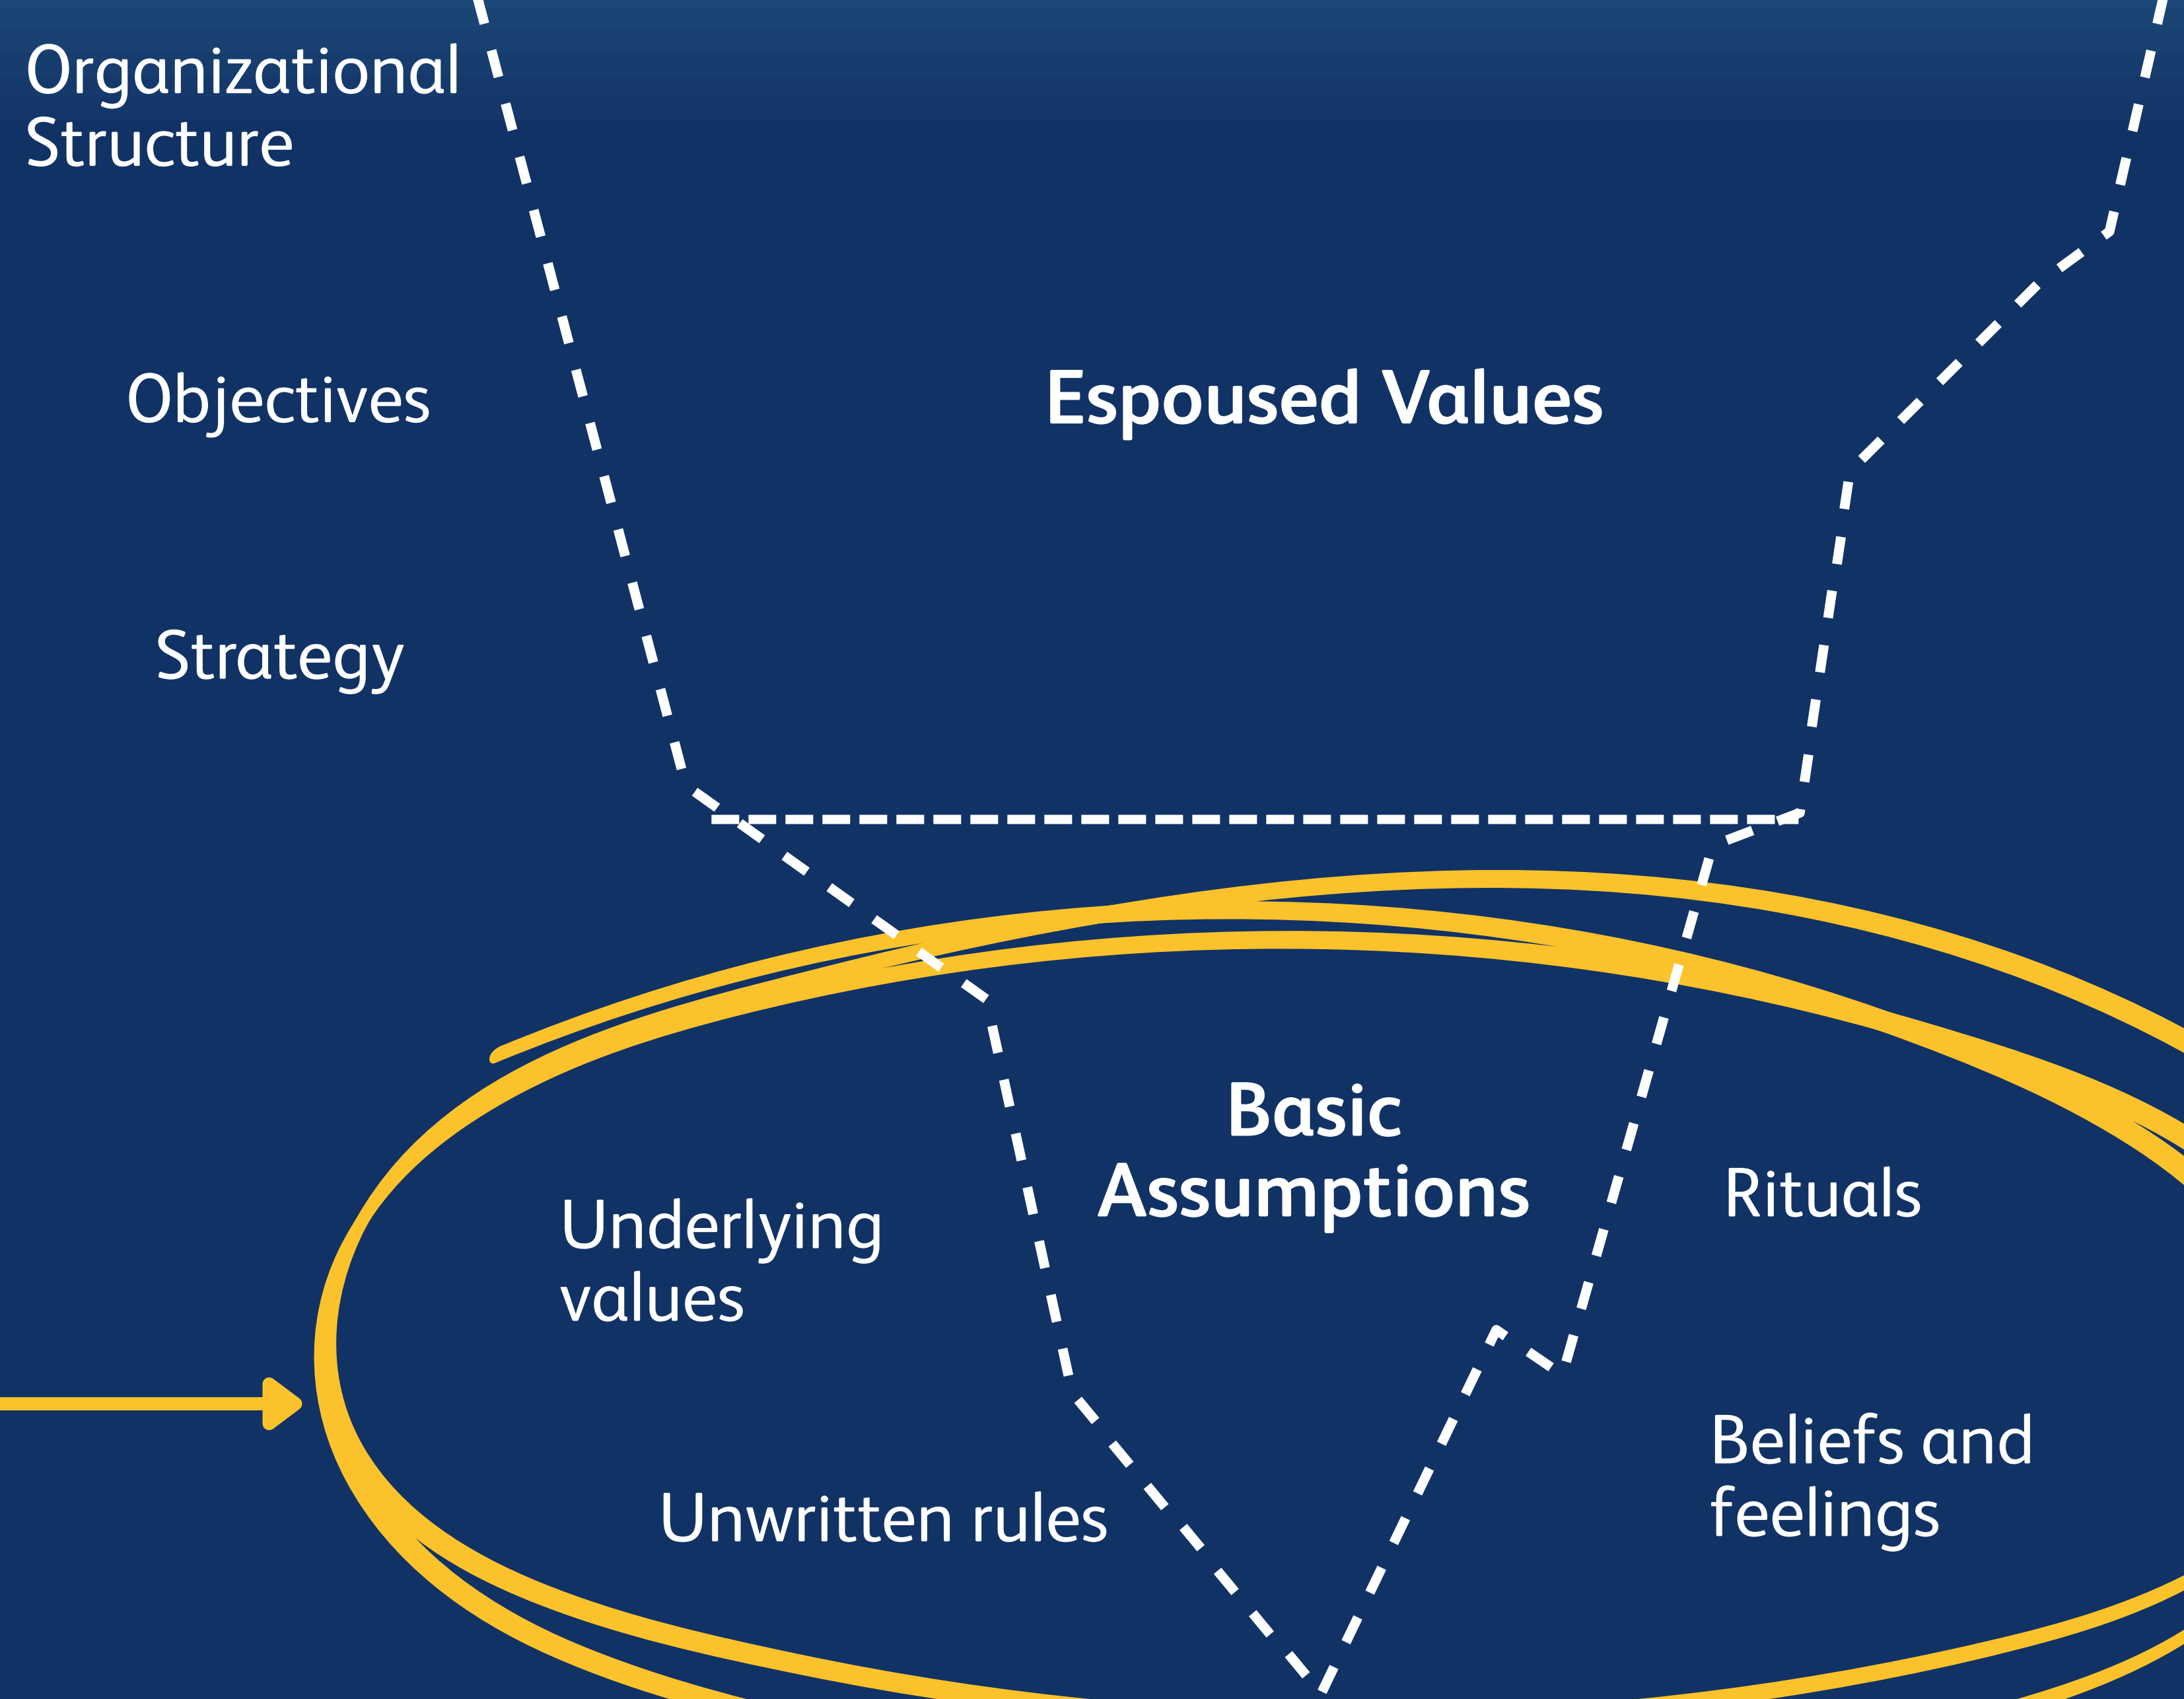 Organizational
Structure
Objectives
Espoused Values
Strategy
Basic
Assumptions
Underlying
values
Rituals
Unwritten rules
Beliefs and
feelings